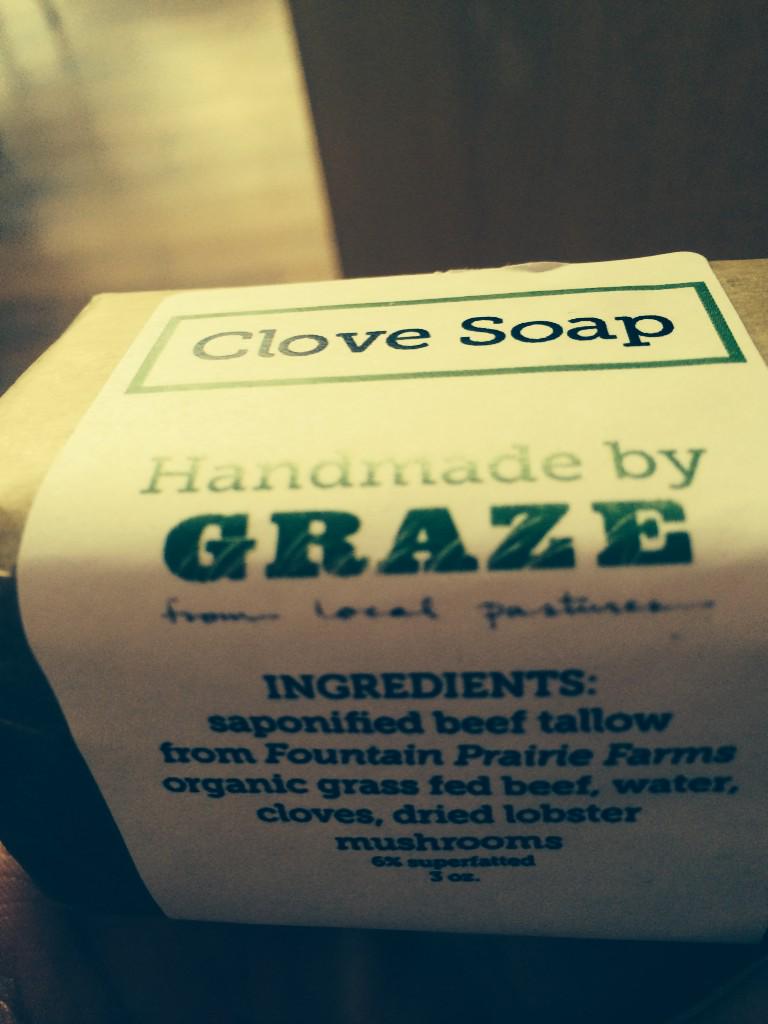 Clove Soap
Handmade by
GRAZE
from local pastures
INGREDIENTS:
saponified beef tallow
from Fountain Prairie Farms
organic grass fed beef, water,
cloves, dried lobster
mushrooms
6% superfatted
3 oz.